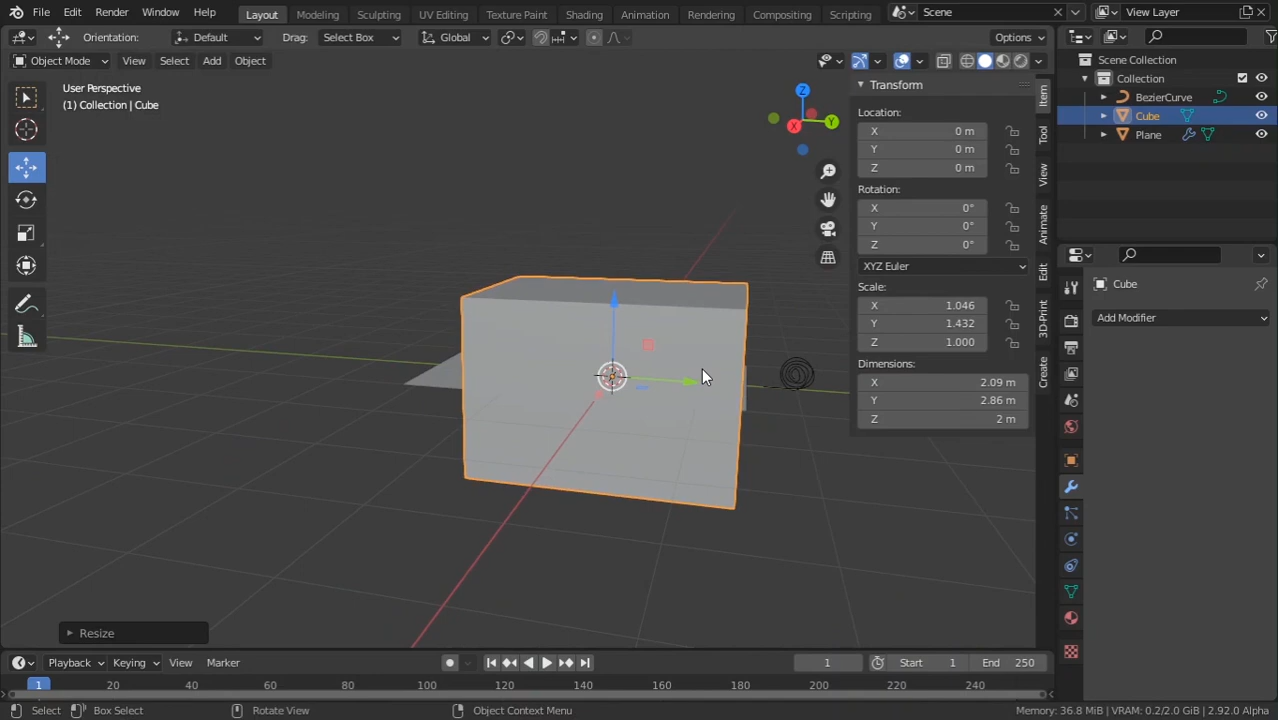 File Edit Render Window Help Layout Modeling Sculpting UV Editing Texture Paint Shading Animation Rendering Compositing Scripting Scene View Layer
Orientation: Default Drag: Select Box Global Options
Object Mode View Select Add Object
User Perspective
(1) Collection | Cube
Z
Y
X
Transform
Location:
X 0 m
Y 0 m
Z 0 m
Rotation:
X 0°
Y 0°
Z 0°
XYZ Euler
Scale:
X 1.046
Y 1.432
Z 1.000
Dimensions:
X 2.09 m
Y 2.86 m
Z 2 m
Item
Tool
View
Animate
Edit
3D-Print
Create
Scene Collection
Collection
BezierCurve
Cube
Plane
Cube
Add Modifier
Resize
Playback Keying View Marker 1 Start 1 End 250
1 20 40 60 80 100 120 140 160 180 200 220 240
Select Box Select Rotate View Object Context Menu Memory: 36.8 MiB | VRAM: 0.2/2.0 GiB | 2.92.0 Alpha